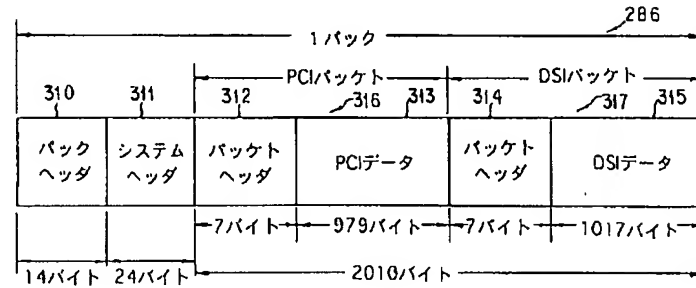 286
1パック
PCIパケット DSIパケット
310 311 312 316 313 314 317 315
パック
ヘッダ
システム
ヘッダ
パケット
ヘッダ
PCIデータ
パケット
ヘッダ
DSIデータ
7バイト 979バイト 7バイト 1017バイト
14バイト 24バイト 2010バイト